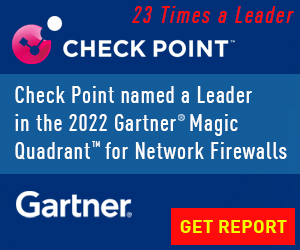 23 Times a Leader
CHECK POINT™
Check Point named a Leader
in the 2022 Gartner® Magic
Quadrant™ for Network Firewalls
Gartner®
GET REPORT